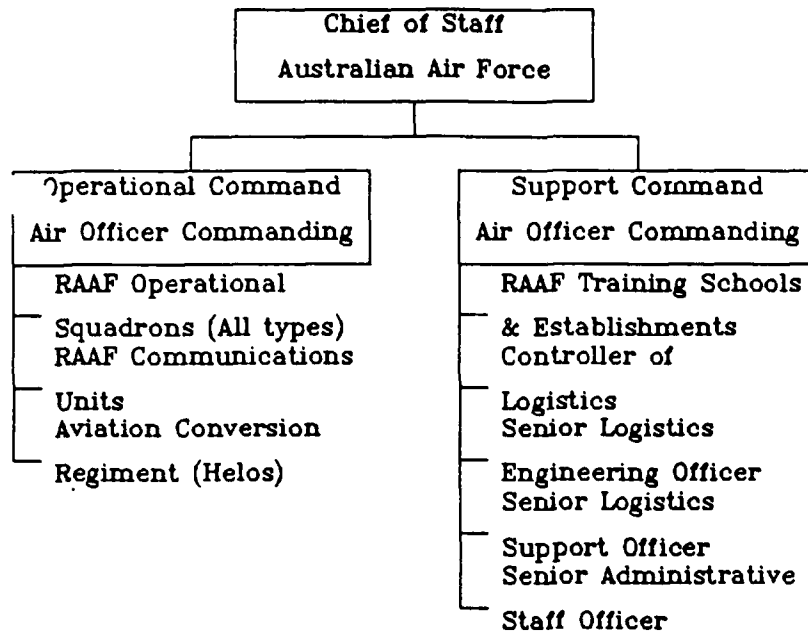 Chief of Staff
Australian Air Force
Operational Command
Air Officer Commanding
RAAF Operational
Squadrons (All types)
RAAF Communications
Units
Aviation Conversion
Regiment (Helos)
Support Command
Air Officer Commanding
RAAF Training Schools
& Establishments
Controller of
Logistics
Senior Logistics
Engineering Officer
Senior Logistics
Support Officer
Senior Administrative
Staff Officer